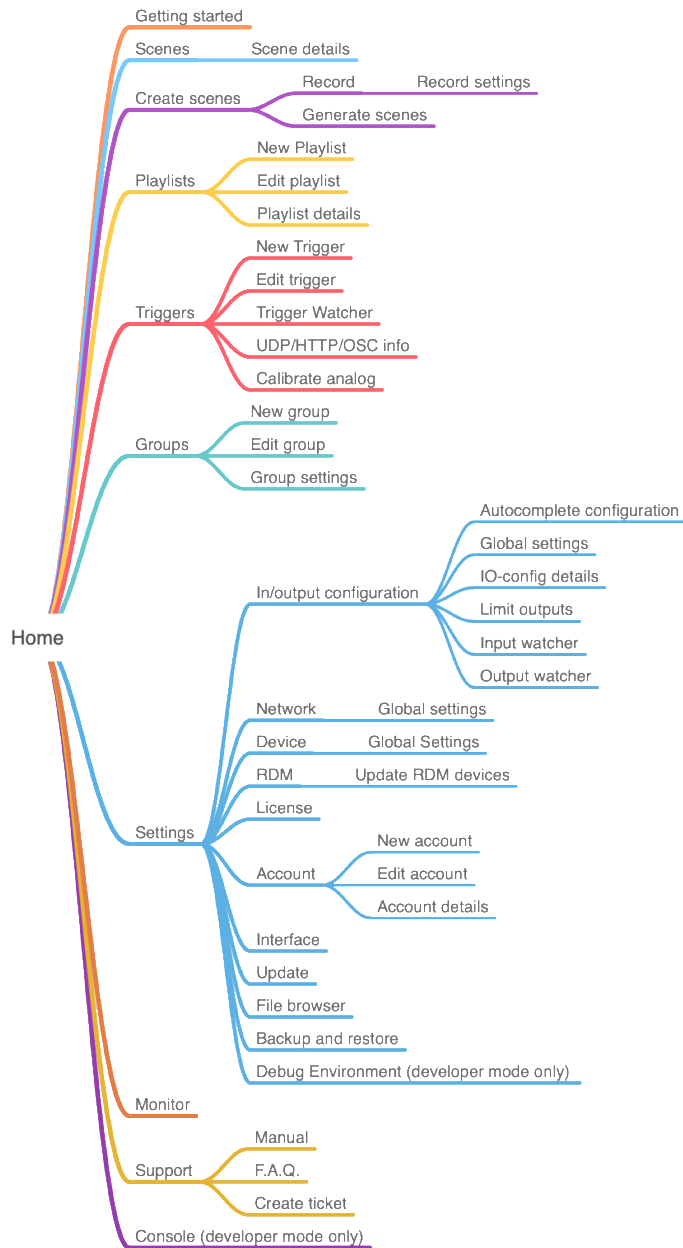 Getting started
Scenes
Scene details
Create scenes
Record
Record settings
Generate scenes
Playlists
New Playlist
Edit playlist
Playlist details
Triggers
New Trigger
Edit trigger
Trigger Watcher
UDP/HTTP/OSC info
Calibrate analog
Groups
New group
Edit group
Group settings
Home
Settings
In/output configuration
Autocomplete configuration
Global settings
IO-config details
Limit outputs
Input watcher
Output watcher
Network
Global settings
Device
Global Settings
RDM
Update RDM devices
License
Account
New account
Edit account
Account details
Interface
Update
File browser
Backup and restore
Debug Environment (developer mode only)
Monitor
Support
Manual
F.A.Q.
Create ticket
Console (developer mode only)